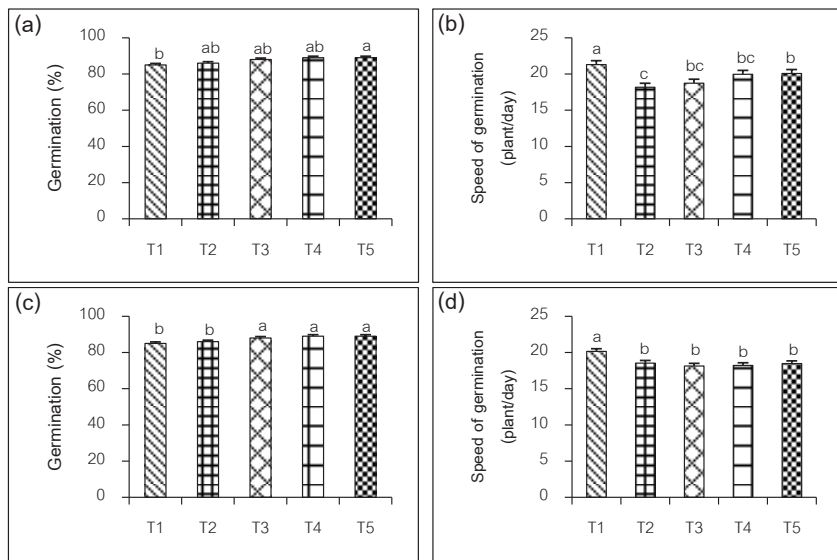 (a)
Germination (%)
100
80
60
40
20
0
b ab ab ab a
T1 T2 T3 T4 T5
(b)
Speed of germination
(plant/day)
25
20
15
10
5
0
a c bc bc b
T1 T2 T3 T4 T5
(c)
Germination (%)
100
80
60
40
20
0
b b a a a
T1 T2 T3 T4 T5
(d)
Speed of germination
(plant/day)
25
20
15
10
5
0
a b b b b
T1 T2 T3 T4 T5